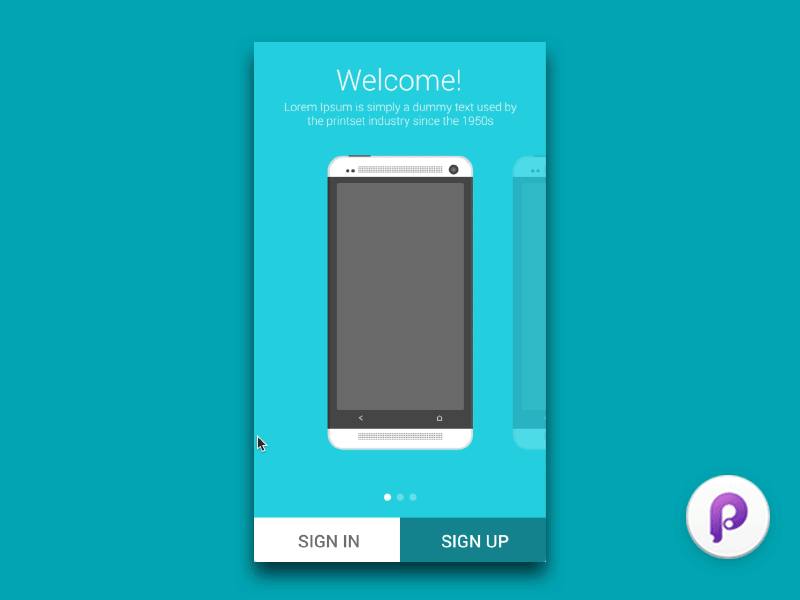 Welcome!
Lorem Ipsum is simply a dummy text used by
the printset industry since the 1950s
SIGN IN
SIGN UP